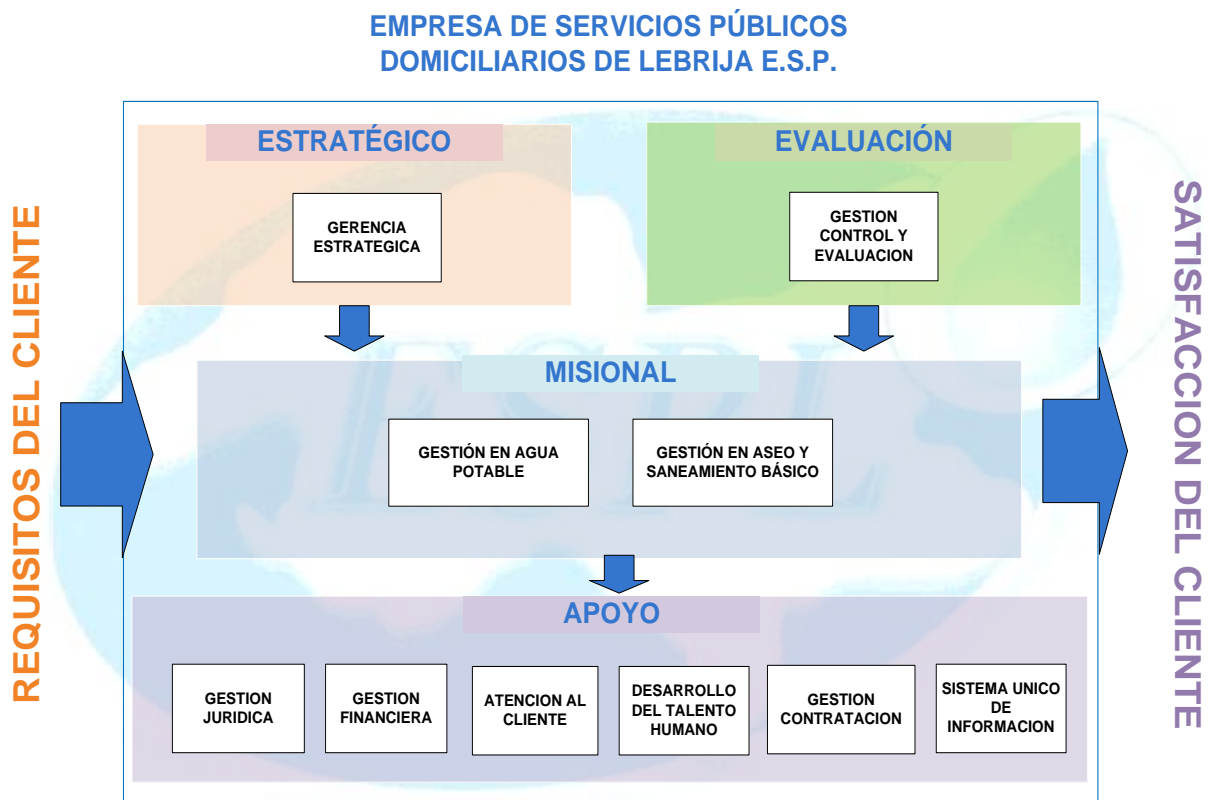 EMPRESA DE SERVICIOS PÚBLICOS
DOMICILIARIOS DE LEBRIJA E.S.P.
REQUISITOS DEL CLIENTE
ESTRATÉGICO
GERENCIA
ESTRATEGICA
EVALUACIÓN
GESTION
CONTROL Y
EVALUACION
MISIONAL
GESTIÓN EN AGUA
POTABLE
GESTIÓN EN ASEO Y
SANEAMIENTO BÁSICO
APOYO
GESTION
JURIDICA
GESTION
FINANCIERA
ATENCION AL
CLIENTE
DESARROLLO
DEL TALENTO
HUMANO
GESTION
CONTRATACION
SISTEMA UNICO
DE
INFORMACION
SATISFACCION DEL CLIENTE